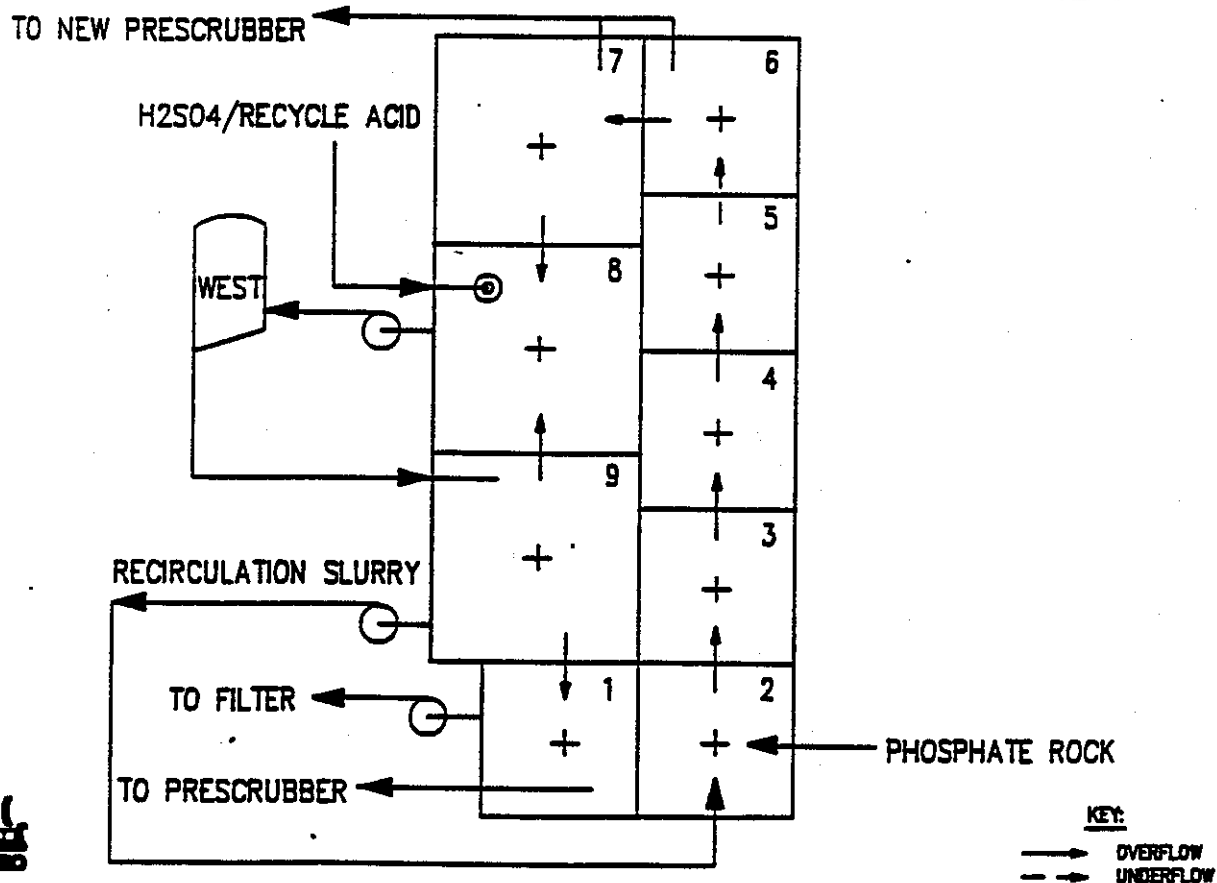 TO NEW PRESCRUBBER
7
6
H2SO4/RECYCLE ACID
5
WEST
8
4
9
3
RECIRCULATION SLURRY
TO FILTER
1
2
PHOSPHATE ROCK
TO PRESCRUBBER
KEY:
OVERFLOW
UNDERFLOW